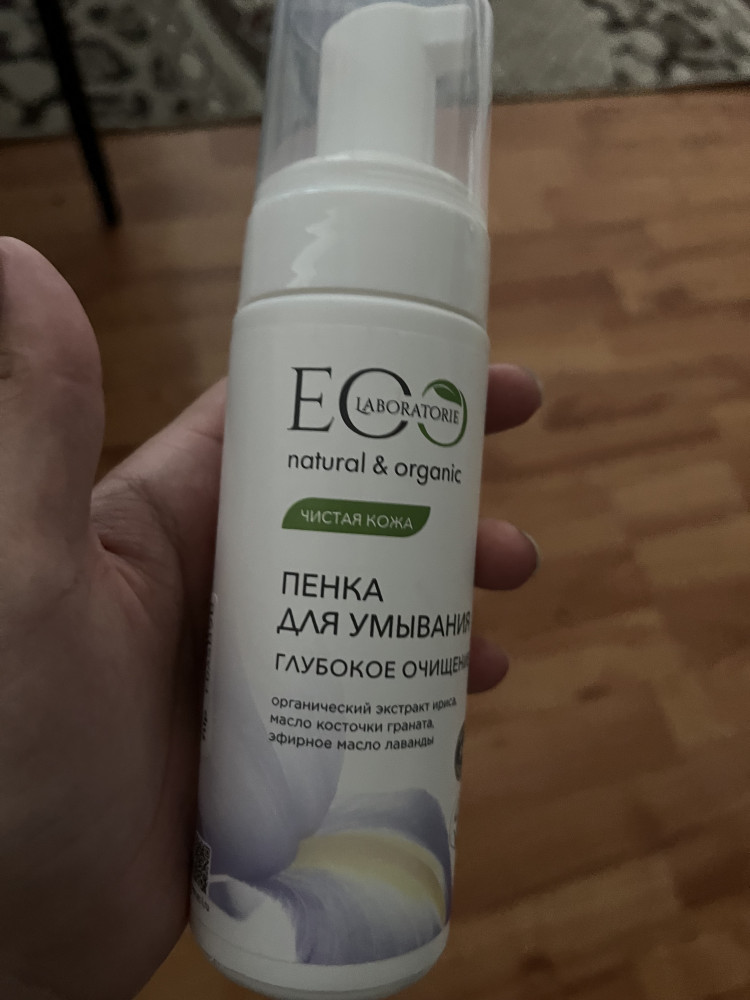 ECO
LABORATORIE
natural & organic
ЧИСТАЯ КОЖА
ПЕНКА
ДЛЯ УМЫВАНИЯ
ГЛУБОКОЕ ОЧИЩЕНИЕ
органический экстракт ириса,
масло косточки граната,
эфирное масло лаванды